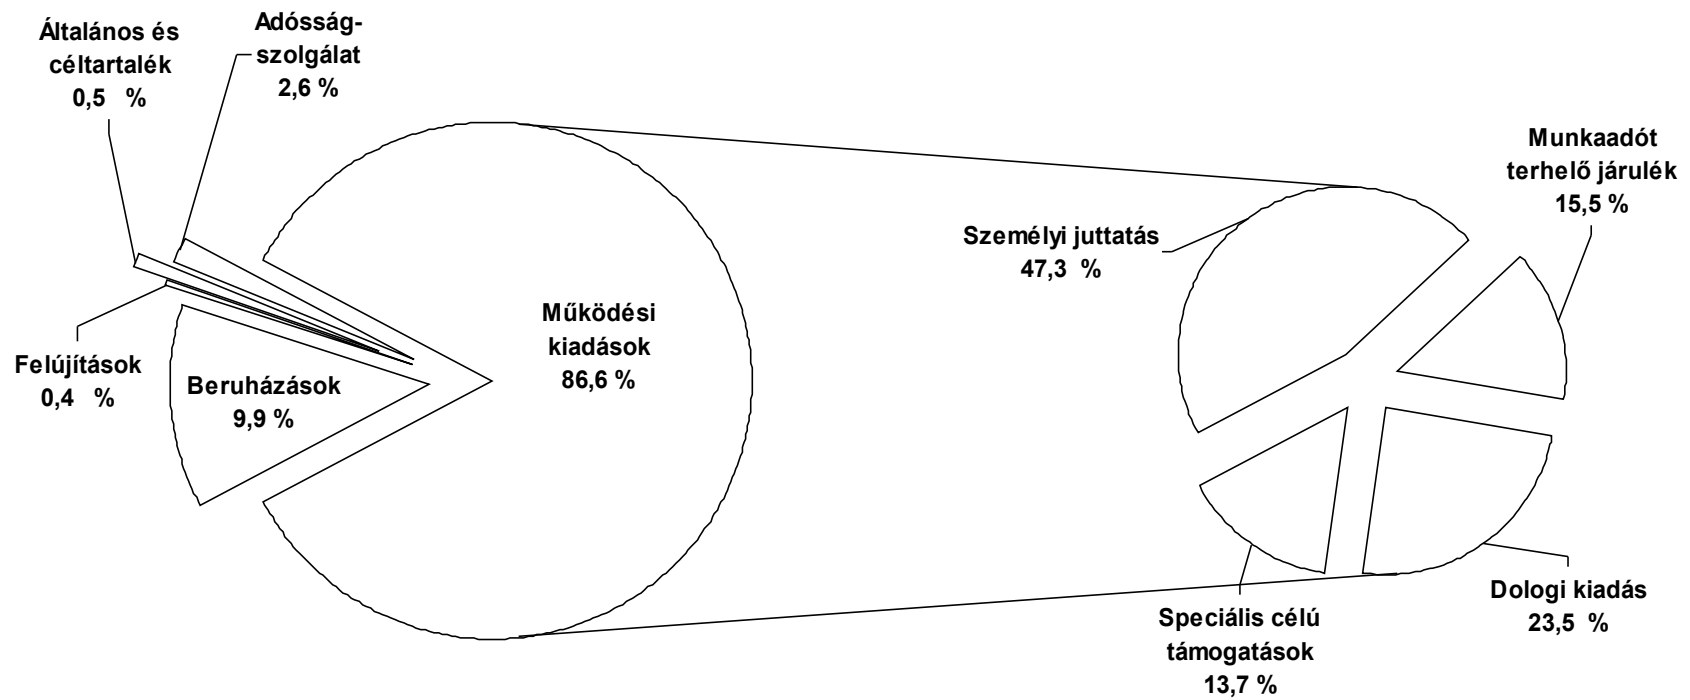 Általános és
céltartalék
0,5 %
Adósság-
szolgálat
2,6 %
Felújítások
0,4 %
Beruházások
9,9 %
Működési
kiadások
86,6 %
Személyi juttatás
47,3 %
Munkaadót
terhelő járulék
15,5 %
Dologi kiadás
23,5 %
Speciális célú
támogatások
13,7 %